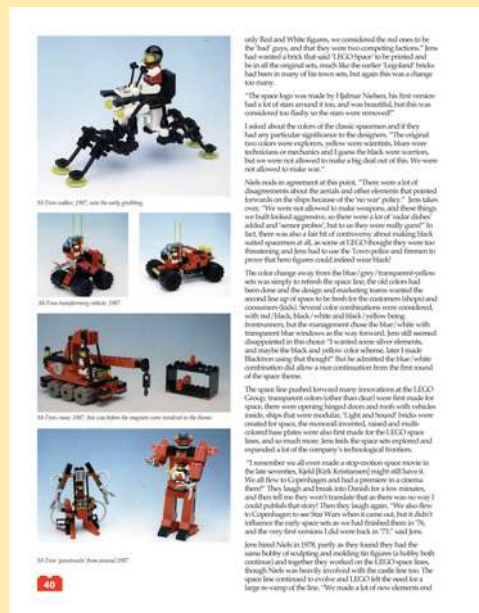 only Red and White figures, we considered the red ones to be
the 'bad' guys, and that they were two competing factions." Jens
had wanted a brick that said 'LEGO Space' to be printed and
be in all the original sets, much like the earlier 'Legoland' bricks
had been in many of his town sets, but again this was a change
too many.
"The space logo was made by Hjalmar Nielsen, his first version
had a lot of stars around it too, and was beautiful, but this was
considered too flashy so the stars were removed!"
I asked about the colors of the classic spacemen and if they
had any particular significance to the designers. "The original
two colors were explorers, yellow were scientists, blues were
technicians or mechanics and I guess the black were warriors,
but we were not allowed to make a big deal out of this. We were
not allowed to make war."
Niels nods in agreement at this point, "There were a lot of
disagreements about the aerials and other elements that pointed
forwards on the ships because of the 'no war' policy." Jens takes
over, "We were not allowed to make weapons, and these things
we built looked aggressive, so there were a lot of 'radar dishes'
added and 'sensor probes', but to us they were really guns!" In
fact, there was also a fair bit of controversy about making black
suited spacemen at all, as some at LEGO thought they were too
threatening and Jens had to use the Town police and firemen to
prove that hero figures could indeed wear black!
The color change away from the blue/grey/transparent-yellow
sets was simply to refresh the space line; the old colors had
been done and the design and marketing teams wanted the
second line up of space to be fresh for the customers (shops) and
consumers (kids). Several color combinations were considered,
with red/black, black/white and black/yellow being
frontrunners, but the management chose the blue/white with
transparent blue windows as the way forward. Jens still seemed
disappointed in this choice "I wanted some silver elements,
and maybe the black and yellow color scheme, later I made
Blacktron using that though!" But he admitted the blue/white
combination did allow a nice continuation from the first round
of the space theme.
The space line pushed forward many innovations at the LEGO
Group, transparent colors (other than clear) were first made for
space, there were opening hinged doors and roofs with vehicles
inside, ships that were modular, 'Light and Sound' bricks were
created for space, the monorail invented, raised and multi-
colored base plates were also first made for the LEGO space
lines, and so much more. Jens feels the space sets explored and
expanded a lot of the company's technological frontiers.
"I remember we all even made a stop-motion space movie in
the late seventies, Kjeld [Kirk Kristiansen] might still have it.
We all flew to Copenhagen and had a premiere in a cinema
there!" They laugh and break into Danish for a few minutes,
and then tell me they won't translate that as there was no way I
could publish that story! Then they laugh again. "We also flew
to Copenhagen to see Star Wars when it came out, but it didn't
influence the early space sets as we had finished them in '76,
and the very first versions I did were back in '73," said Jens.
Jens hired Niels in 1978, partly as they found they had the
same hobby of sculpting and molding tin figures (a hobby both
continue) and together they worked on the LEGO space lines,
though Niels was heavily involved with the castle line too. The
space line continued to evolve and LEGO felt the need for a
large re-vamp of the line. "We made a lot of new elements and
M-Tron walker, 1987, note the early
M-Tron transforming vehicle, 1987.
M-Tron crane, 1987, this was before the magnets were involved in the theme.
M-Tron 'powersuits' from around 1987.
40